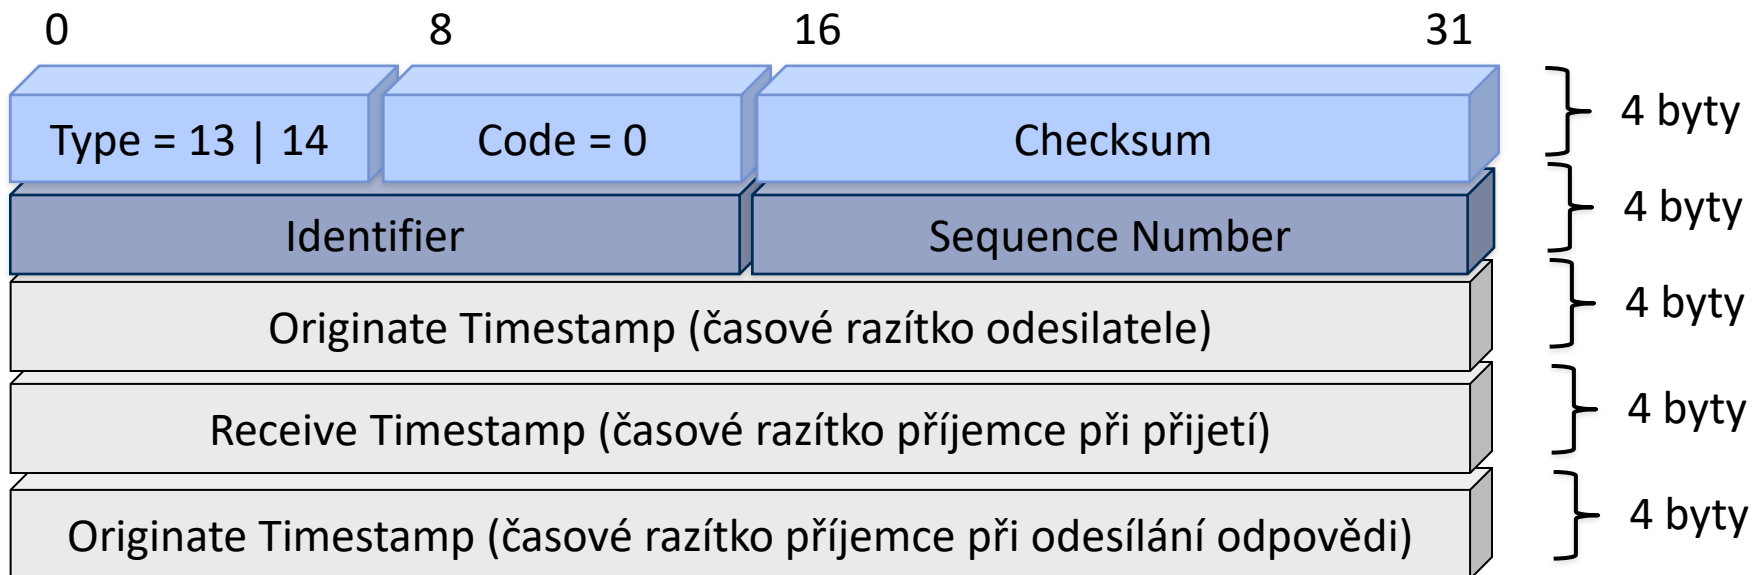 0 8 16 31
Type = 13 | 14 Code = 0 Checksum 4 byty
Identifier Sequence Number 4 byty
Originate Timestamp (časové razítko odesilatele) 4 byty
Receive Timestamp (časové razítko příjemce při přijetí) 4 byty
Originate Timestamp (časové razítko příjemce při odesílání odpovědi) 4 byty